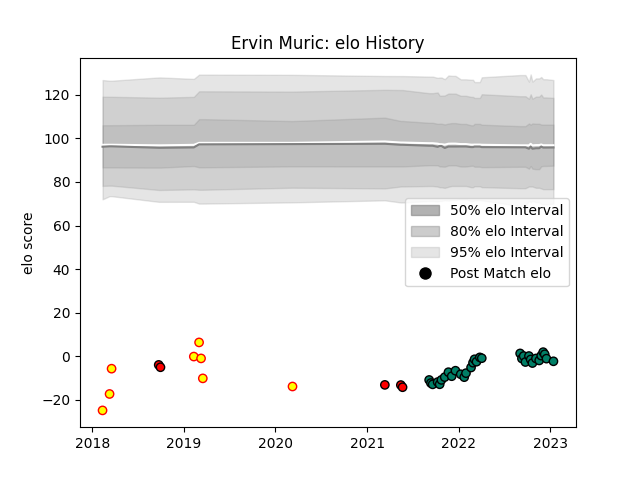 Ervin Muric: elo History
120
100
80
60
40
20
0
−20
elo score
50% elo Interval
80% elo Interval
95% elo Interval
Post Match elo
2018 2019 2020 2021 2022 2023